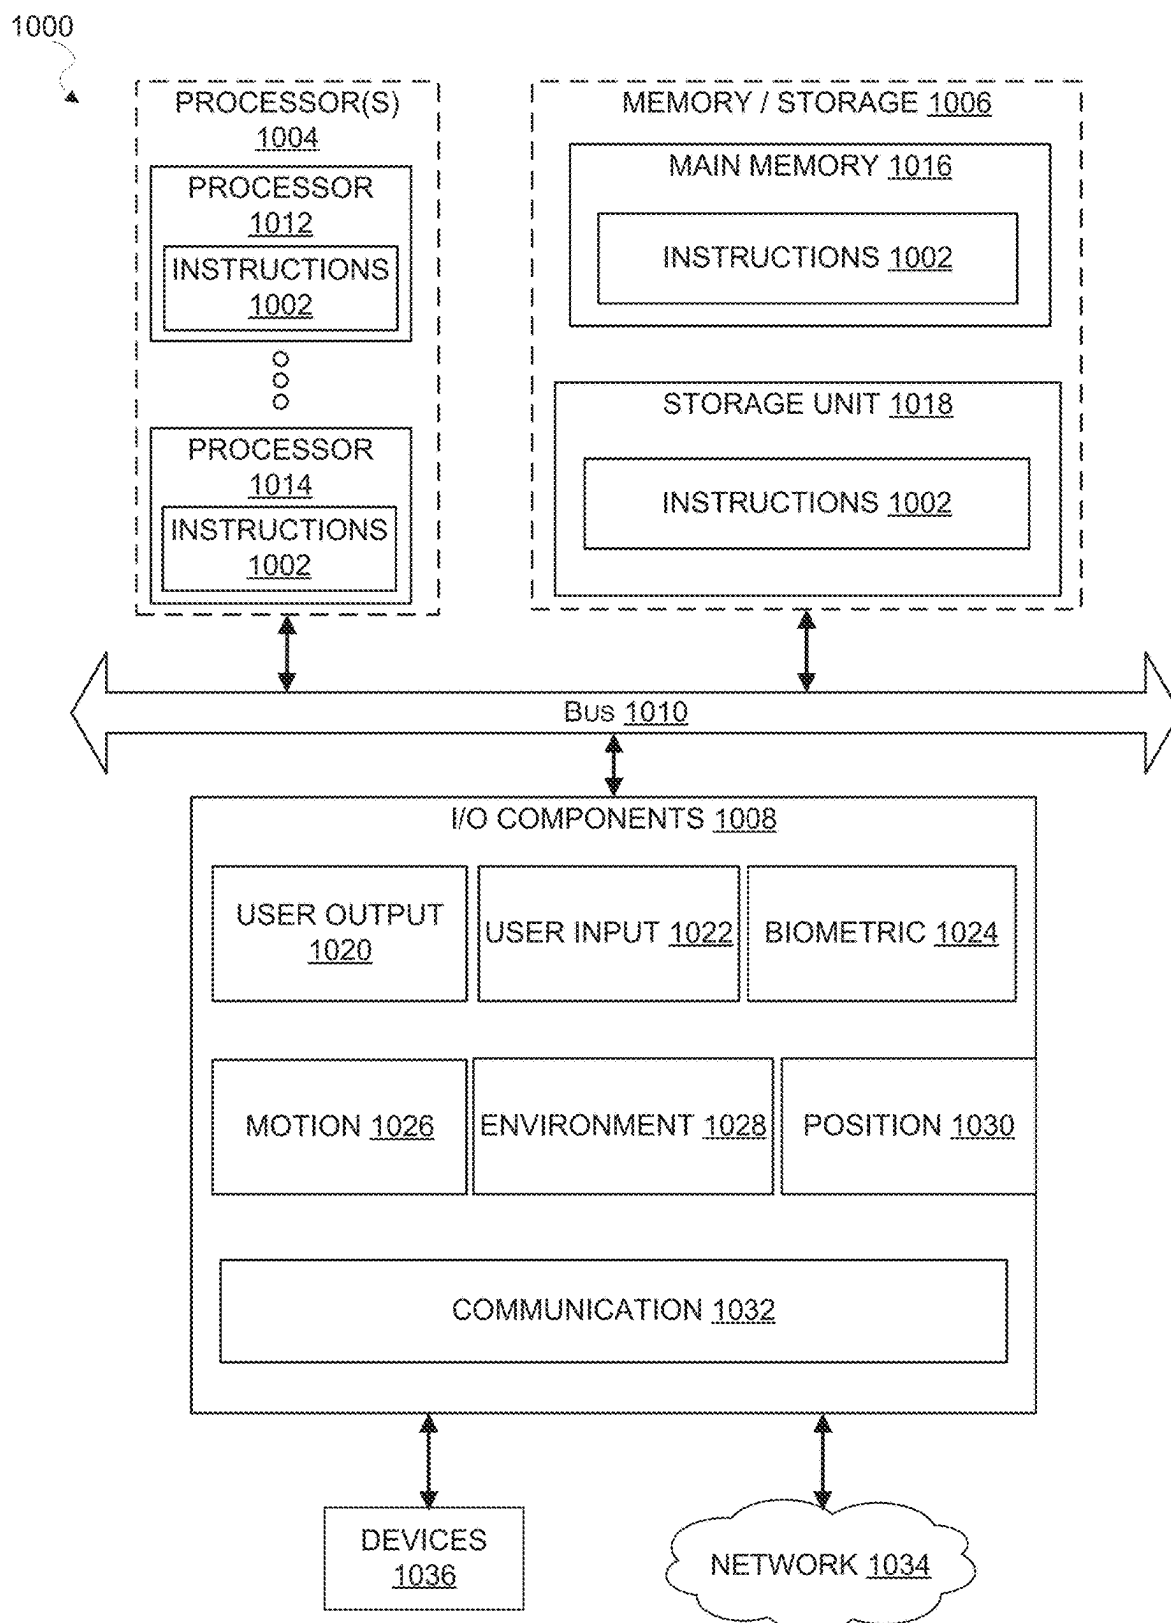 1000
PROCESSOR(S)
1004
PROCESSOR
1012
INSTRUCTIONS
1002
PROCESSOR
1014
INSTRUCTIONS
1002
MEMORY / STORAGE 1006
MAIN MEMORY 1016
INSTRUCTIONS 1002
STORAGE UNIT 1018
INSTRUCTIONS 1002
BUS 1010
I/O COMPONENTS 1008
USER OUTPUT
1020
USER INPUT 1022
BIOMETRIC 1024
MOTION 1026
ENVIRONMENT 1028
POSITION 1030
COMMUNICATION 1032
DEVICES
1036
NETWORK 1034